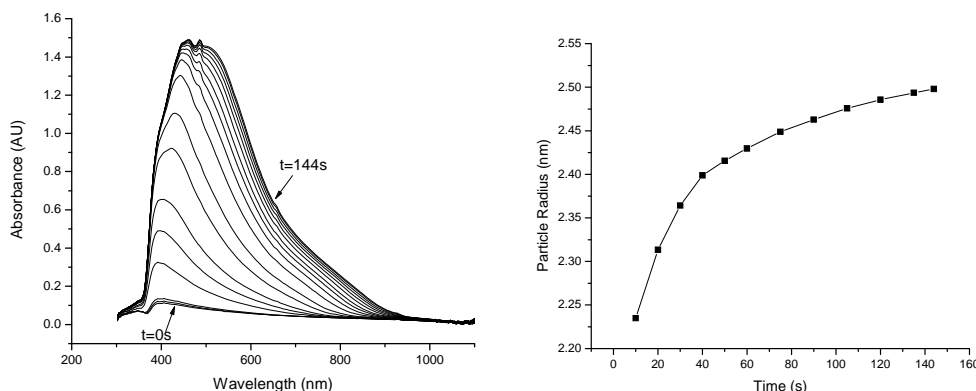 1.6
1.4
1.2
1.0
0.8
0.6
0.4
0.2
0.0
Absorbance (AU)
t=144s
t=0s
200 400 600 800 1000
Wavelength (nm)
2.55
2.50
2.45
2.40
2.35
2.30
2.25
2.20
Particle Radius (nm)
0 20 40 60 80 100 120 140 160
Time (s)